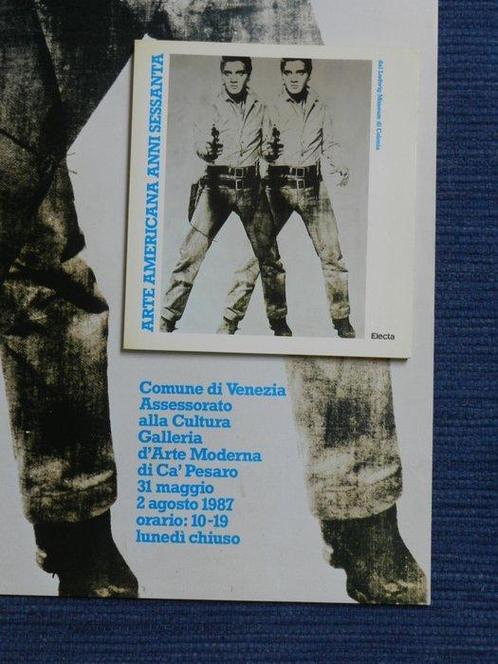 ARTE AMERICANA ANNI SESSANTA
dal Ludwig Museum di Colonia
Electa
Comune di Venezia
Assessorato
alla Cultura
Galleria
d'Arte Moderna
di Ca' Pesaro
31 maggio
2 agosto 1987
orario: 10-19
lunedì chiuso